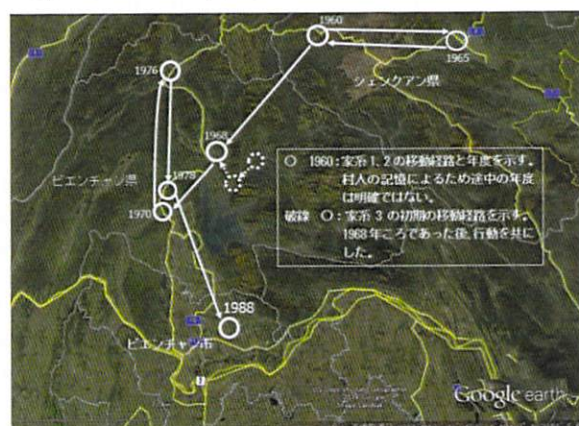 1960
1965
1976
シェンクアン県
1968
ビエンチャン県
1978
1970
○ 1960:家系1、2の移動経路と年度を示す。
村人の記憶によるため途中の年度
は明確ではない。
破線 ○:家系3の初期の移動経路を示す。
1968年ころであった後、行動を共に
した。
1988
ビエンチャン市
Google earth